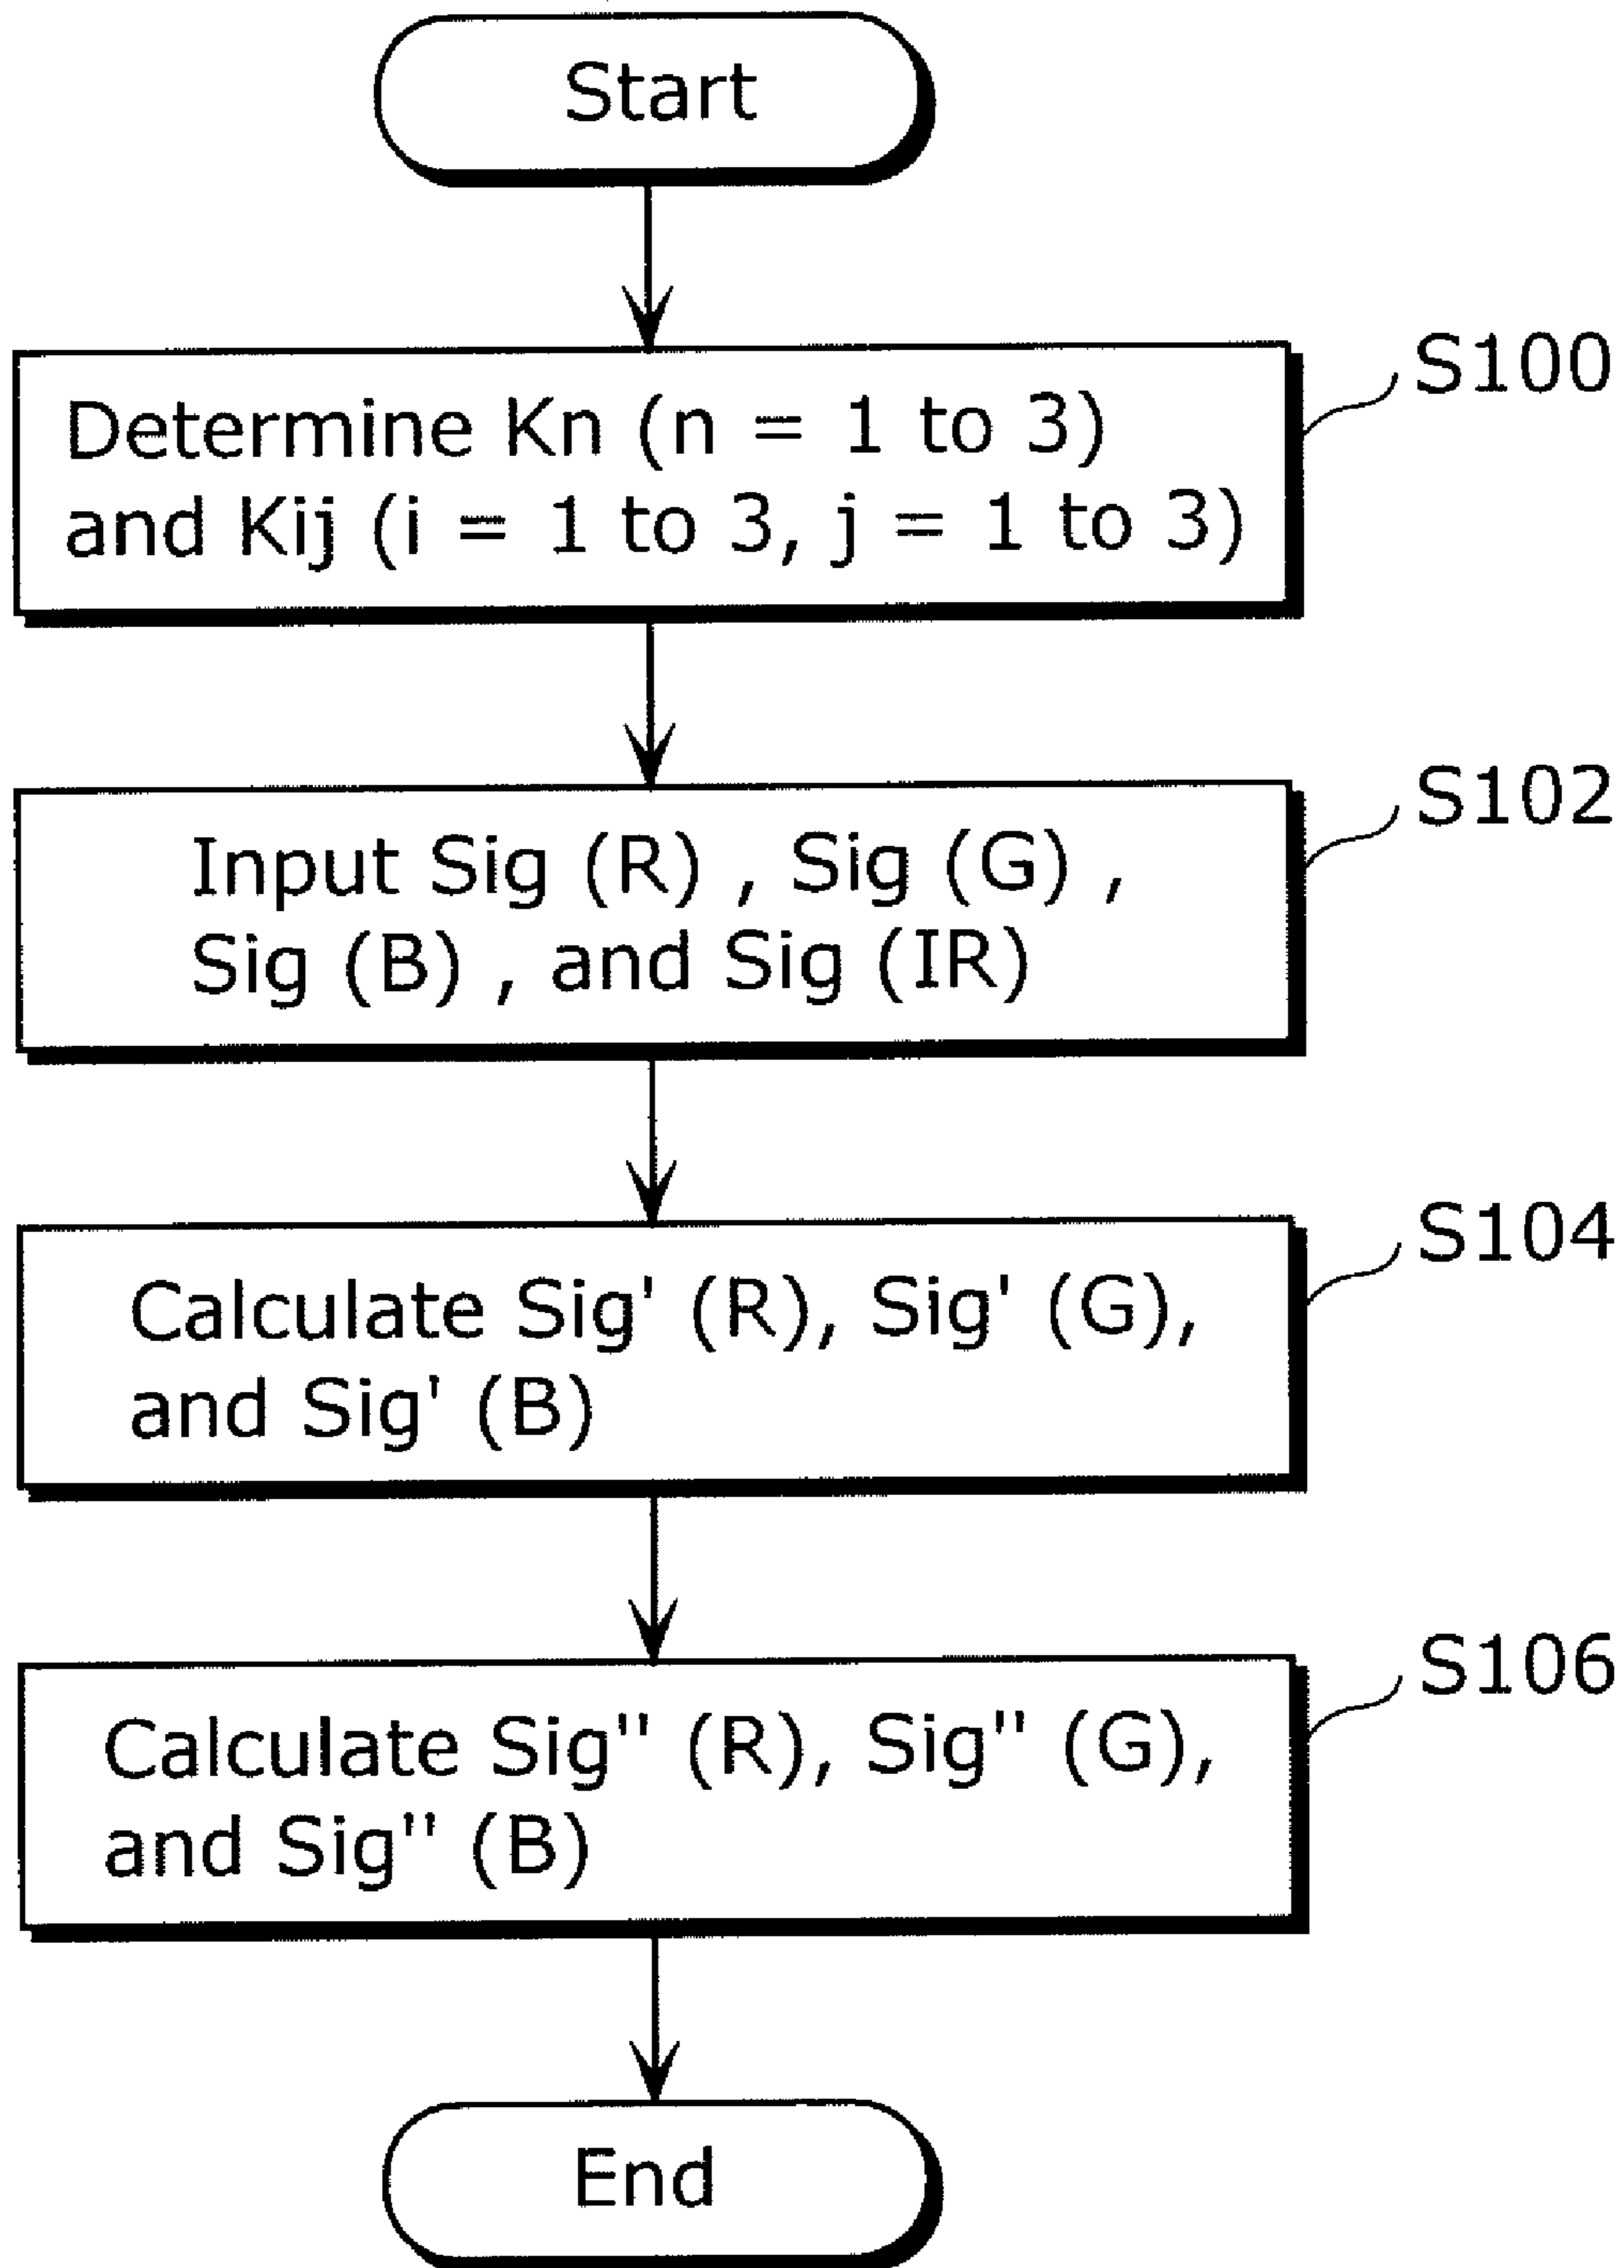 Start
S100
Determine Kn (n = 1 to 3)
and Kij (i = 1 to 3, j = 1 to 3)
S102
Input Sig (R) , Sig (G) ,
Sig (B) , and Sig (IR)
S104
Calculate Sig' (R), Sig' (G),
and Sig' (B)
S106
Calculate Sig'' (R), Sig'' (G),
and Sig'' (B)
End